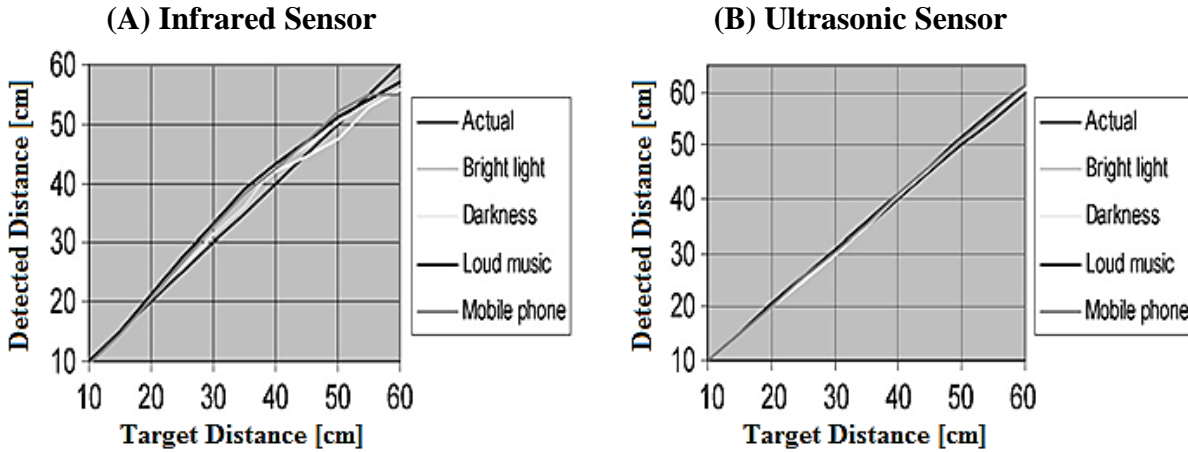 (A) Infrared Sensor
Detected Distance [cm]
60
50
40
30
20
10
10 20 30 40 50 60
Target Distance [cm]
Actual
Bright light
Darkness
Loud music
Mobile phone
(B) Ultrasonic Sensor
Detected Distance [cm]
60
50
40
30
20
10
10 20 30 40 50 60
Target Distance [cm]
Actual
Bright light
Darkness
Loud music
Mobile phone